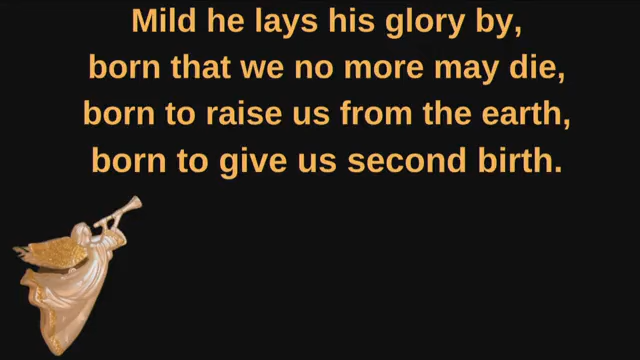 Mild he lays his glory by,
born that we no more may die,
born to raise us from the earth,
born to give us second birth.